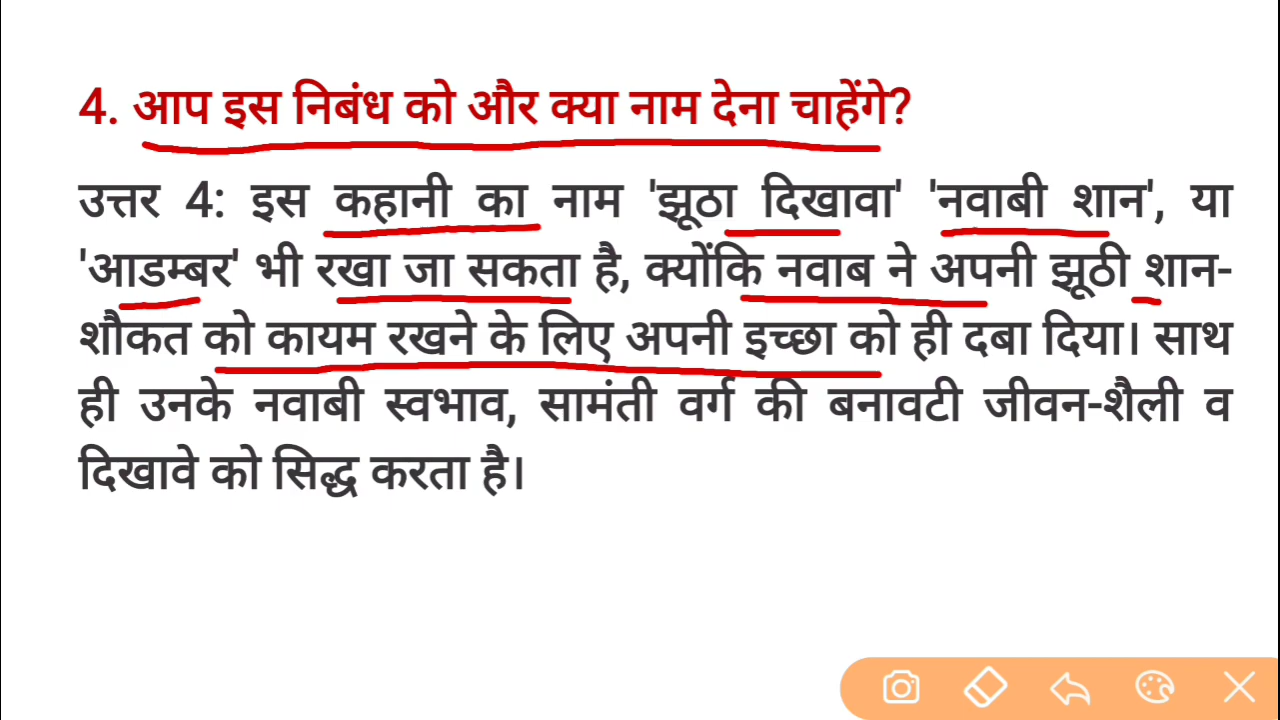 4. आप इस निबंध को और क्या नाम देना चाहेंगे?
उत्तर 4: इस कहानी का नाम 'झूठा दिखावा' 'नवाबी शान', या
'आडम्बर' भी रखा जा सकता है, क्योंकि नवाब ने अपनी झूठी शान-
शौकत को कायम रखने के लिए अपनी इच्छा को ही दबा दिया। साथ
ही उनके नवाबी स्वभाव, सामंती वर्ग की बनावटी जीवन-शैली व
दिखावे को सिद्ध करता है।